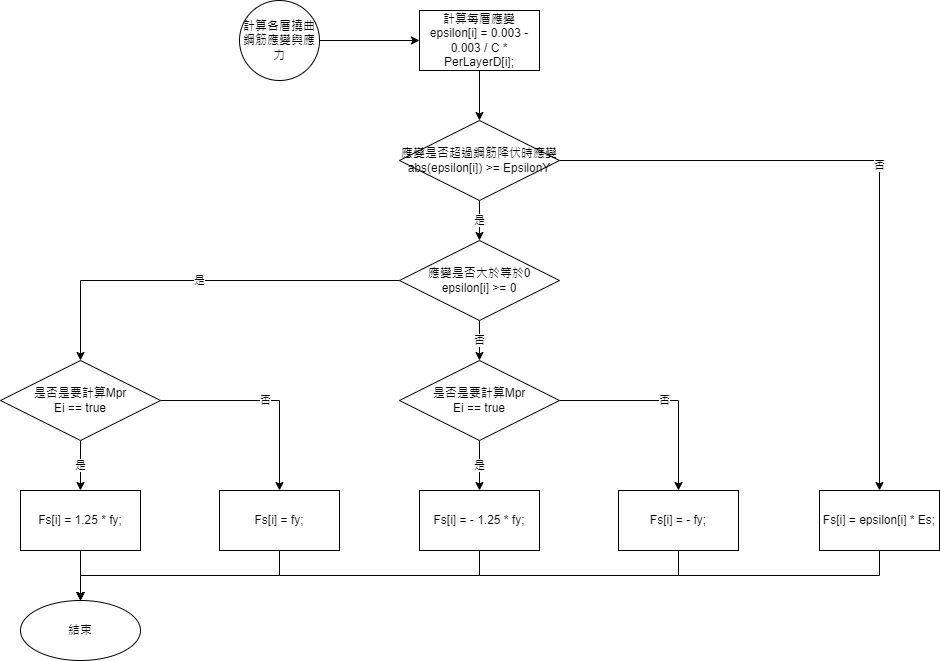 計算各層撓曲
鋼筋應變與應
力
計算每層應變
epsilon[i] = 0.003 -
0.003 / C *
PerLayerD[i];
應變是否超過鋼筋降伏時應變
abs(epsilon[i]) >= EpsilonY
否
是
應變是否大於等於0
epsilon[i] >= 0
是
否
是否是要計算Mpr
Ei == true
否
是
是否是要計算Mpr
Ei == true
否
是
Fs[i] = 1.25 * fy;
Fs[i] = fy;
Fs[i] = - 1.25 * fy;
Fs[i] = - fy;
Fs[i] = epsilon[i] * Es;
結束